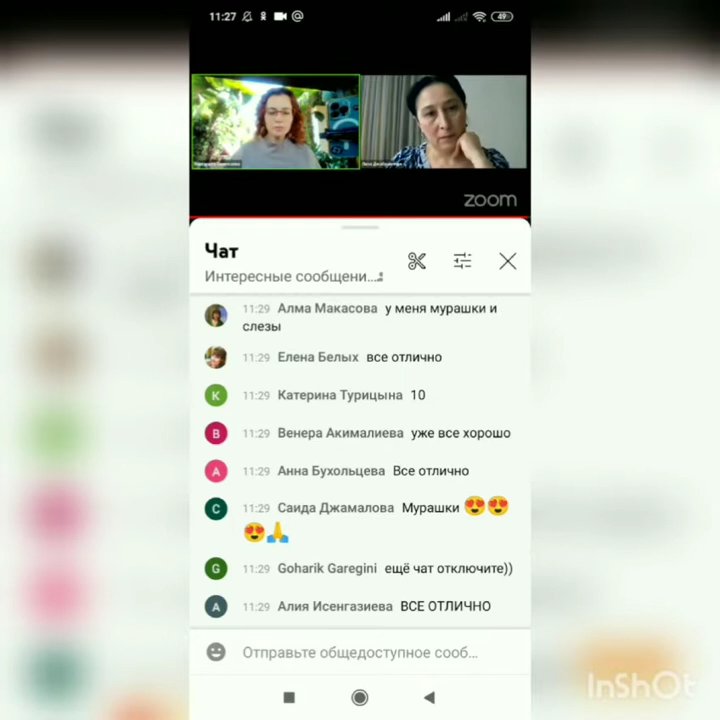 11:27
49
zoom
Чат
Интересные сообщени...
11:29 Алма Макасова у меня мурашки и
слезы
11:29 Елена Белых все отлично
К 11:29 Катерина Турицына 10
В 11:29 Венера Акималиева уже все хорошо
А 11:29 Анна Бухольцева Все отлично
С 11:29 Саида Джамалова Мурашки 😍😍
😍🙏
G 11:29 Goharik Garegini ещё чат отключите))
А 11:29 Алия Исенгазиева ВСЕ ОТЛИЧНО
Отправьте общедоступное сооб...
InShOt